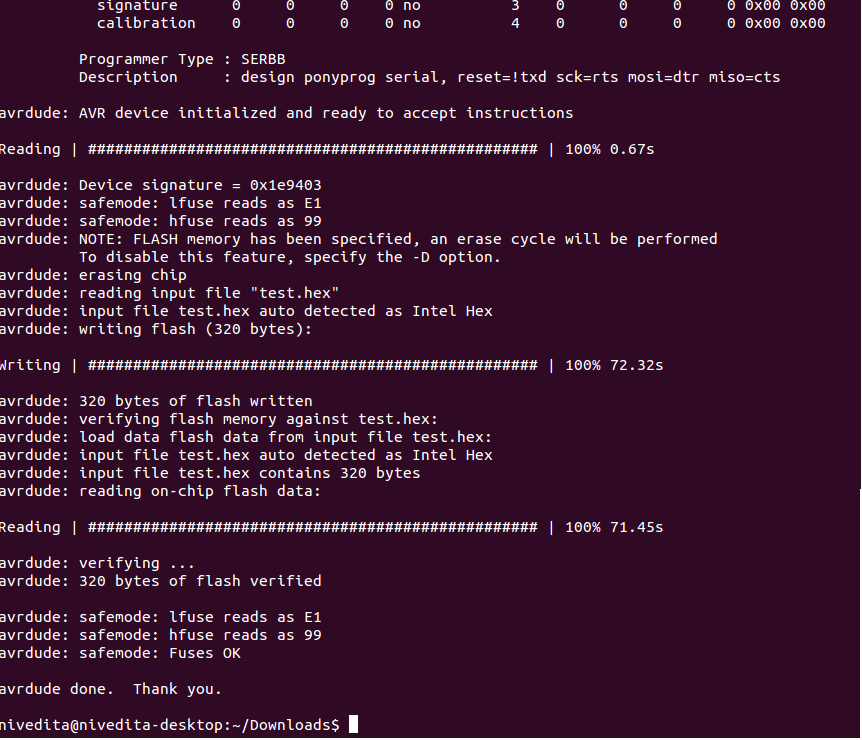 signature 0 0 0 0 no 3 0 0 0 0 0x00 0x00
calibration 0 0 0 0 no 4 0 0 0 0 0x00 0x00
Programmer Type : SERBB
Description : design ponyprog serial, reset=!txd sck=rts mosi=dtr miso=cts
avrdude: AVR device initialized and ready to accept instructions
Reading | ################################################## | 100% 0.67s
avrdude: Device signature = 0x1e9403
avrdude: safemode: lfuse reads as E1
avrdude: safemode: hfuse reads as 99
avrdude: NOTE: FLASH memory has been specified, an erase cycle will be performed
To disable this feature, specify the -D option.
avrdude: erasing chip
avrdude: reading input file "test.hex"
avrdude: input file test.hex auto detected as Intel Hex
avrdude: writing flash (320 bytes):
Writing | ################################################## | 100% 72.32s
avrdude: 320 bytes of flash written
avrdude: verifying flash memory against test.hex:
avrdude: load data flash data from input file test.hex:
avrdude: input file test.hex auto detected as Intel Hex
avrdude: input file test.hex contains 320 bytes
avrdude: reading on-chip flash data:
Reading | ################################################## | 100% 71.45s
avrdude: verifying ...
avrdude: 320 bytes of flash verified
avrdude: safemode: lfuse reads as E1
avrdude: safemode: hfuse reads as 99
avrdude: safemode: Fuses OK
avrdude done.  Thank you.
nivedita@nivedita-desktop:~/Downloads$